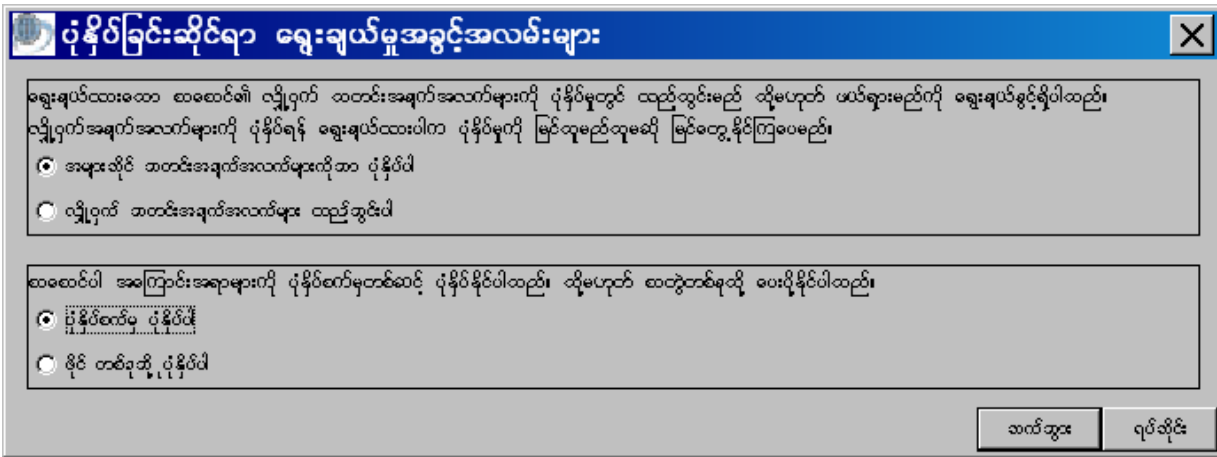 ပုံနှိပ်ခြင်းဆိုင်ရာ ရွေးချယ်မှုအခွင့်အလမ်းများ
ရွေးချယ်ထားသော စာစောင်၏ လျှို့ဝှက် သတင်းအချက်အလက်များကို ပုံနှိပ်မှုတွင် ထည့်သွင်းမည် သို့မဟုတ် ဖယ်ရှားမည်ကို ရွေးချယ်ခွင့်ရှိပါသည်။
လျှို့ဝှက်အချက်အလက်များကို ပုံနှိပ်ရန် ရွေးချယ်ထားပါက ပုံနှိပ်မှုကို မြင်သူမည်သူမဆို မြင်တွေ့နိုင်ကြပေမည်။
အများဆိုင် သတင်းအချက်အလက်များကိုသာ ပုံနှိပ်ပါ
လျှို့ဝှက် သတင်းအချက်အလက်များ ထည့်သွင်းပါ
စာစောင်ပါ အကြောင်းအရာများကို ပုံနှိပ်စက်မှတစ်ဆင့် ပုံနှိပ်နိုင်ပါသည်။ သို့မဟုတ် စာတွဲတစ်ခုသို့ ပေးပို့နိုင်ပါသည်။
ပုံနှိပ်စက်မှ ပုံနှိပ်ပါ
ဖိုင် တစ်ခုသို့ ပုံနှိပ်ပါ
ဆက်သွား ရပ်ဆိုင်း